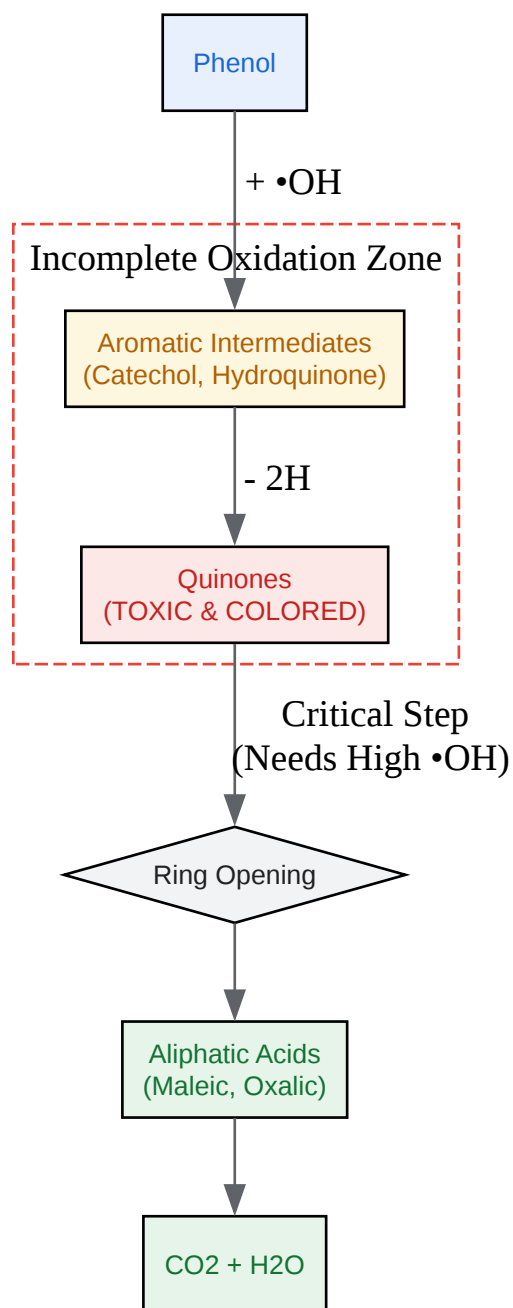 Phenol
+ •OH
Incomplete Oxidation Zone
Aromatic Intermediates
(Catechol, Hydroquinone)
- 2H
Quinones
(TOXIC & COLORED)
Critical Step
(Needs High •OH)
Ring Opening
Aliphatic Acids
(Maleic, Oxalic)
CO2 + H2O